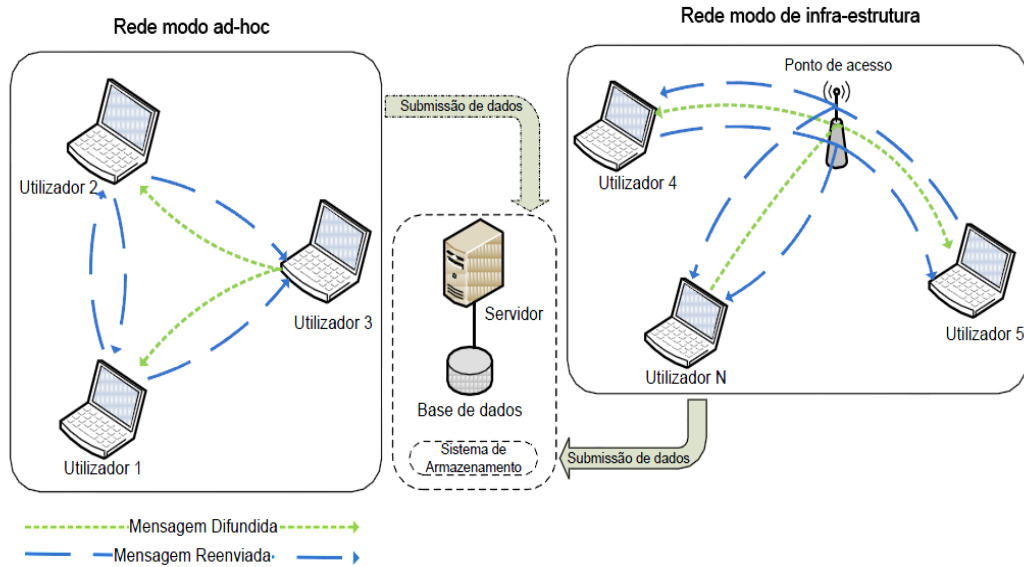 Rede modo ad-hoc
Utilizador 2
Utilizador 3
Utilizador 1
Submissão de dados
Servidor
Base de dados
Sistema de
Armazenamento
Rede modo de infra-estrutura
Ponto de acesso
Utilizador 4
Utilizador 5
Utilizador N
Submissão de dados
Mensagem Difundida
Mensagem Reenviada